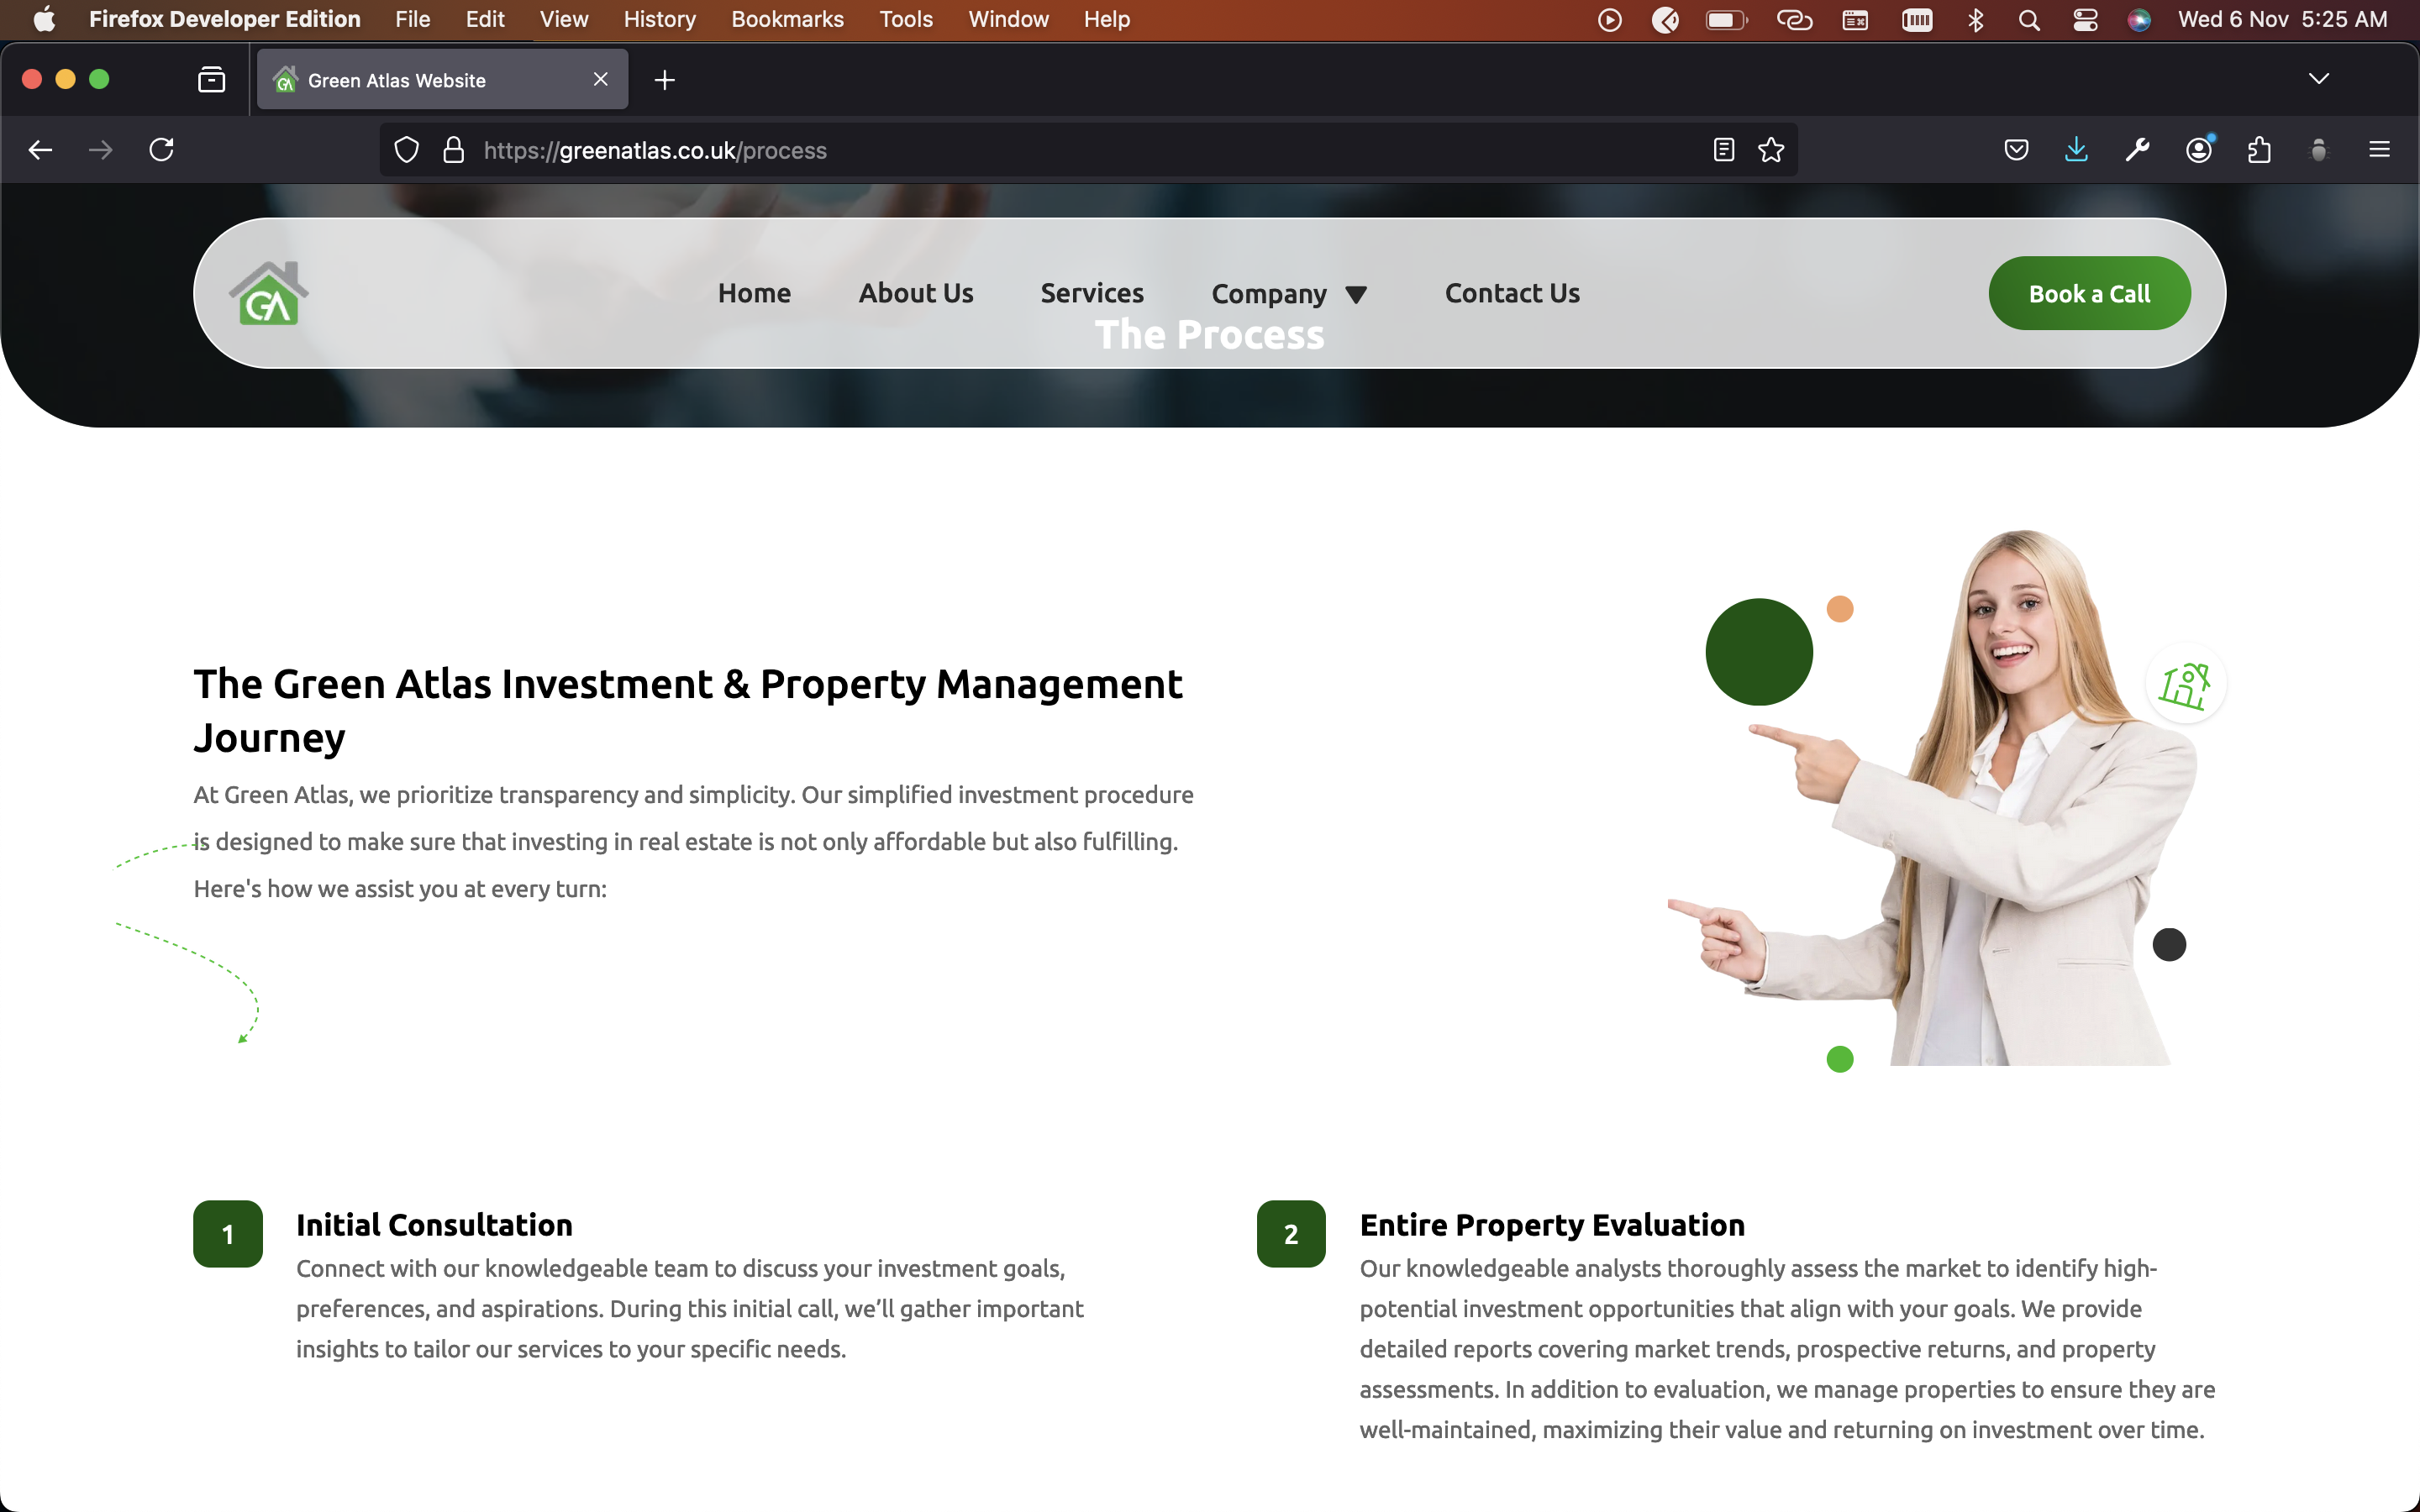 Firefox Developer Edition File Edit View History Bookmarks Tools Window Help Wed 6 Nov 5:25 AM
Green Atlas Website
https://greenatlas.co.uk/process
GA
Home About Us Services Company Contact Us Book a Call
The Process
The Green Atlas Investment & Property Management
Journey
At Green Atlas, we prioritize transparency and simplicity. Our simplified investment procedure
is designed to make sure that investing in real estate is not only affordable but also fulfilling.
Here's how we assist you at every turn:
1
Initial Consultation
Connect with our knowledgeable team to discuss your investment goals,
preferences, and aspirations. During this initial call, we’ll gather important
insights to tailor our services to your specific needs.
2
Entire Property Evaluation
Our knowledgeable analysts thoroughly assess the market to identify high-
potential investment opportunities that align with your goals. We provide
detailed reports covering market trends, prospective returns, and property
assessments. In addition to evaluation, we manage properties to ensure they are
well-maintained, maximizing their value and returning on investment over time.